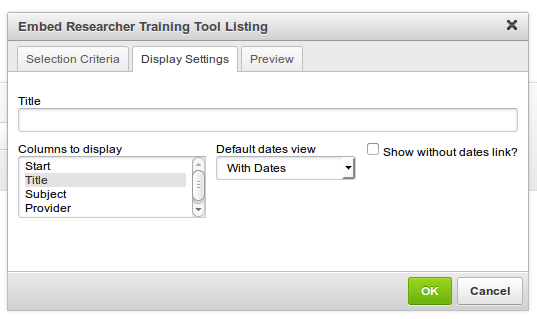 Embed Researcher Training Tool Listing
Selection Criteria Display Settings Preview
Title
Columns to display Default dates view Show without dates link?
Start
Title
Subject
Provider
With Dates
OK Cancel